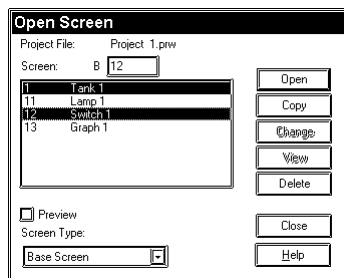 Open Screen
Project File: Project 1.prw
Screen: B 12
1 Tank 1
11 Lamp 1
12 Switch 1
13 Graph 1
Open
Copy
Change
View
Delete
Preview
Screen Type:
Base Screen
Close
Help